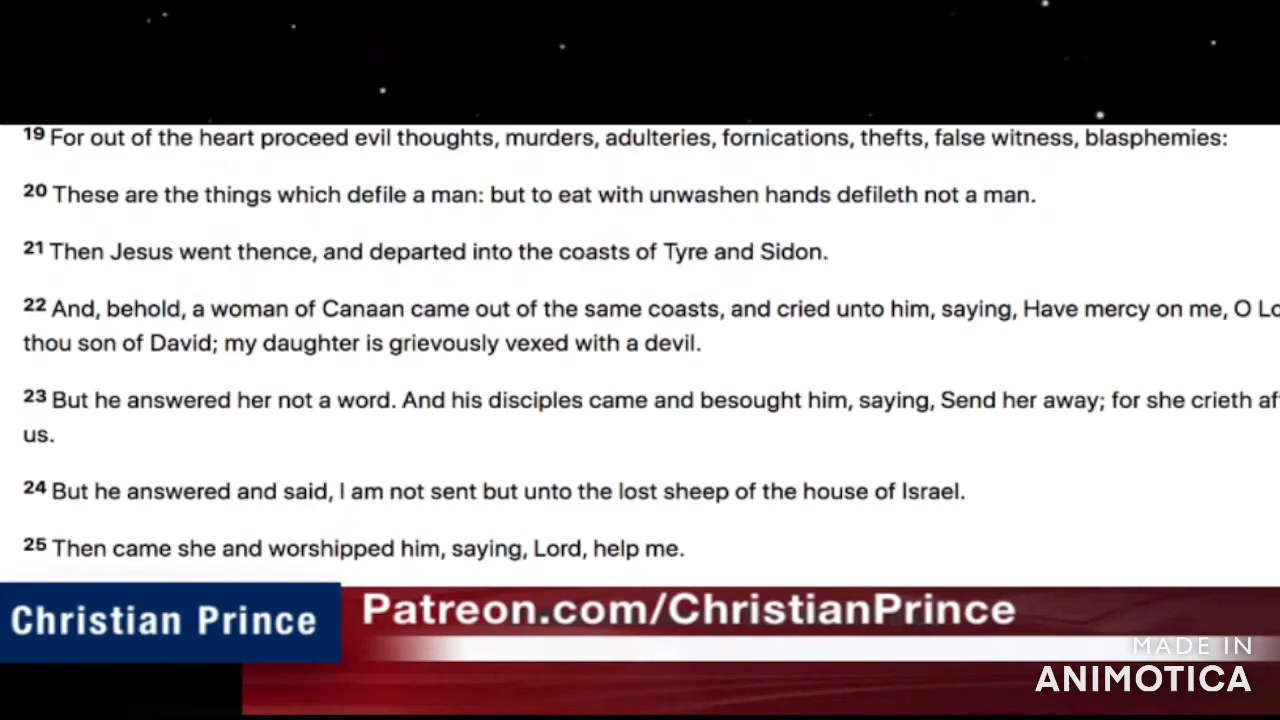 19 For out of the heart proceed evil thoughts, murders, adulteries, fornications, thefts, false witness, blasphemies:
20 These are the things which defile a man: but to eat with unwashen hands defileth not a man.
21 Then Jesus went thence, and departed into the coasts of Tyre and Sidon.
22 And, behold, a woman of Canaan came out of the same coasts, and cried unto him, saying, Have mercy on me, O
thou son of David; my daughter is grievously vexed with a devil.
23 But he answered her not a word. And his disciples came and besought him, saying, Send her away; for she crieth
us.
24 But he answered and said, I am not sent but unto the lost sheep of the house of Israel.
25 Then came she and worshipped him, saying, Lord, help me.
Christian Prince
Patreon.com/ChristianPrince
MADE IN
ANIMOTICA